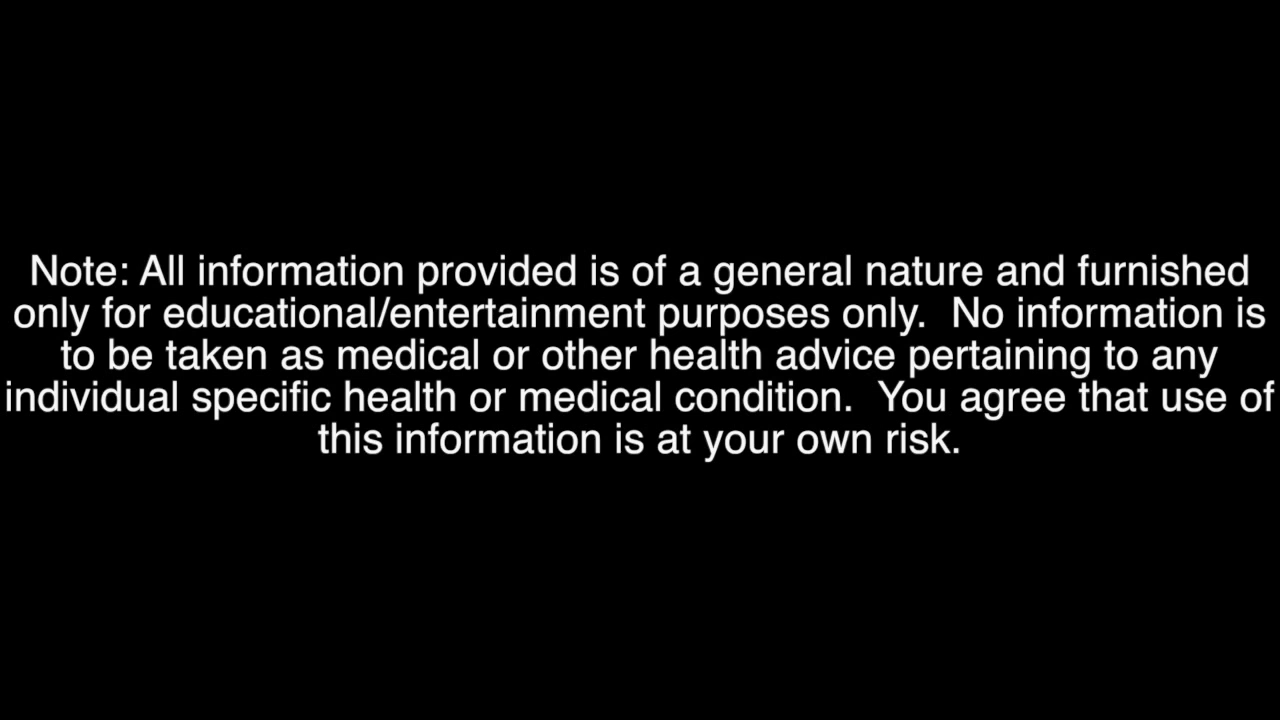 Note: All information provided is of a general nature and furnished
only for educational/entertainment purposes only.  No information is
to be taken as medical or other health advice pertaining to any
individual specific health or medical condition.  You agree that use of
this information is at your own risk.